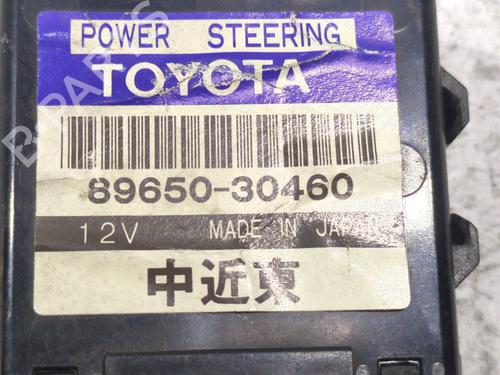 POWER STEERING
TOYOTA
89650-30460
12V MADE IN JAPAN
中近東